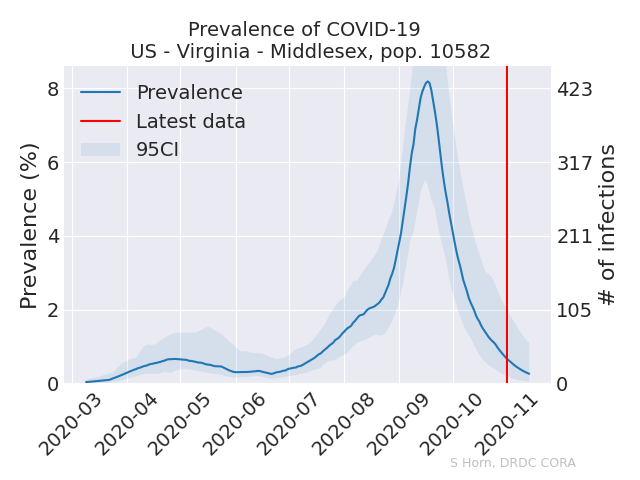 Prevalence of COVID-19
US - Virginia - Middlesex, pop. 10582
Prevalence
Latest data
95CI
Prevalence (%)
8
6
4
2
0
423
317
211
105
0
# of infections
2020-03
2020-04
2020-05
2020-06
2020-07
2020-08
2020-09
2020-10
2020-11
S Horn, DRDC CORA